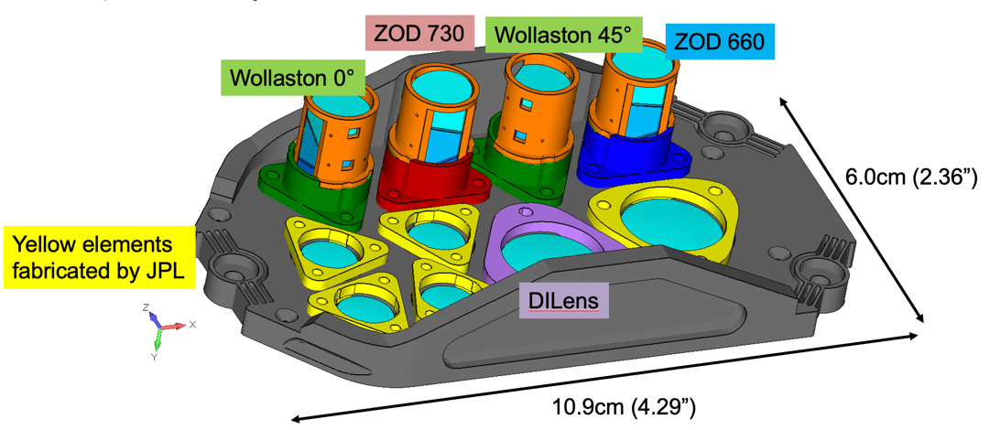 ZOD 730
Wollaston 45°
ZOD 660
Wollaston 0°
6.0cm (2.36”)
Yellow elements
fabricated by JPL
DILens
Z
X
Y
10.9cm (4.29”)